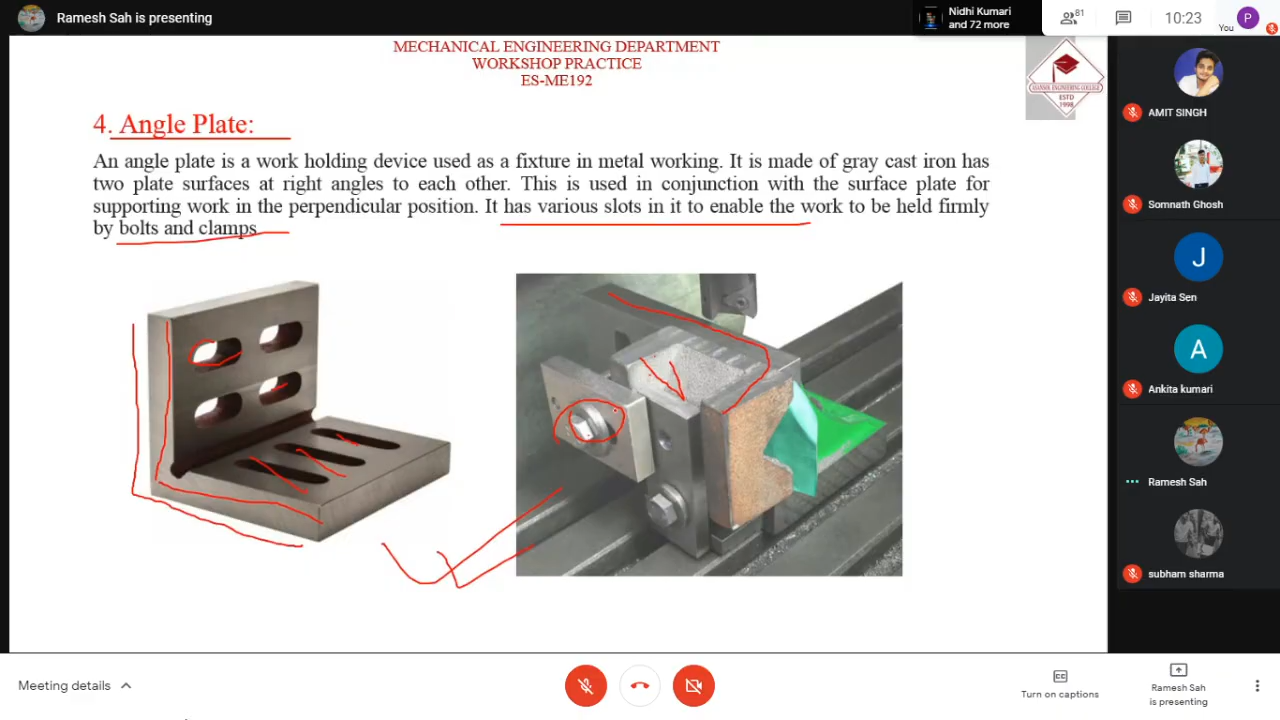 Ramesh Sah is presenting
Nidhi Kumari
and 72 more
81
10:23
You
P
MECHANICAL ENGINEERING DEPARTMENT
WORKSHOP PRACTICE
ES-ME192
ESTD
1998
4. Angle Plate:
An angle plate is a work holding device used as a fixture in metal working. It is made of gray cast iron has
two plate surfaces at right angles to each other. This is used in conjunction with the surface plate for
supporting work in the perpendicular position. It has various slots in it to enable the work to be held firmly
by bolts and clamps
AMIT SINGH
Somnath Ghosh
J
Jayita Sen
A
Ankita kumari
Ramesh Sah
subham sharma
Meeting details
CC
Turn on captions
Ramesh Sah
is presenting